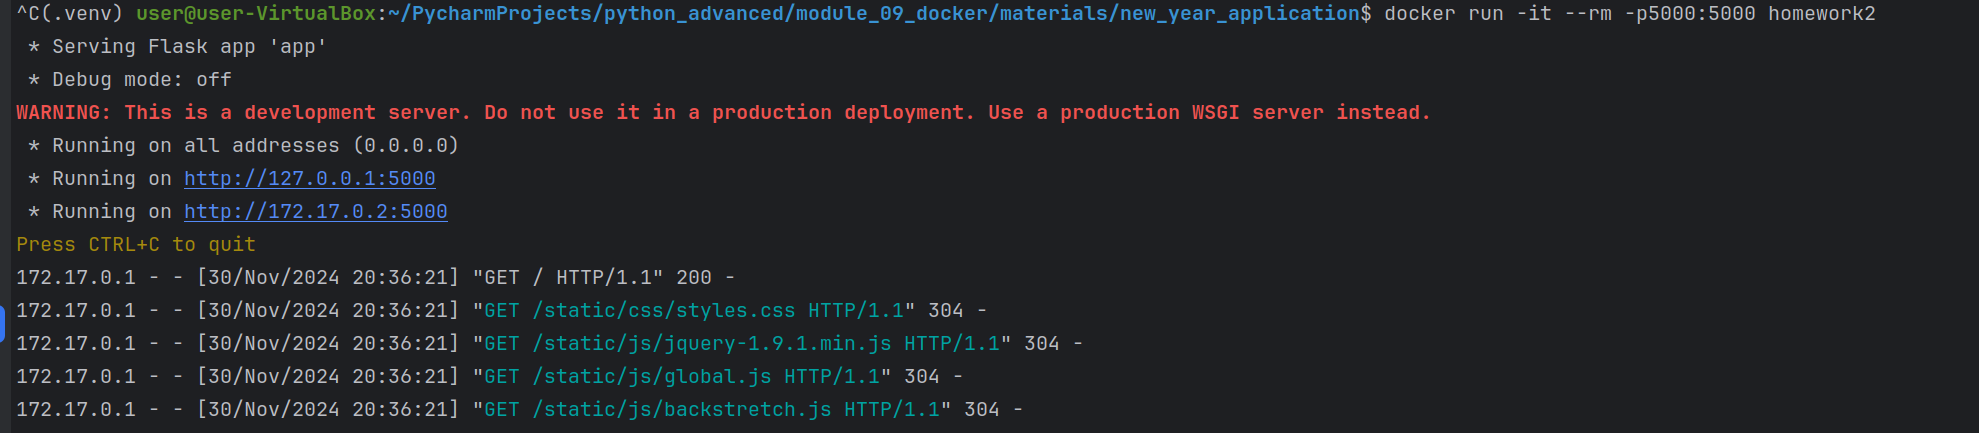 ^C(.venv) user@user-VirtualBox:~/PycharmProjects/python_advanced/module_09_docker/materials/new_year_application$ docker run -it --rm -p5000:5000 homework2
 * Serving Flask app 'app'
 * Debug mode: off
WARNING: This is a development server. Do not use it in a production deployment. Use a production WSGI server instead.
 * Running on all addresses (0.0.0.0)
 * Running on http://127.0.0.1:5000
 * Running on http://172.17.0.2:5000
Press CTRL+C to quit
172.17.0.1 - - [30/Nov/2024 20:36:21] "GET / HTTP/1.1" 200 -
172.17.0.1 - - [30/Nov/2024 20:36:21] "GET /static/css/styles.css HTTP/1.1" 304 -
172.17.0.1 - - [30/Nov/2024 20:36:21] "GET /static/js/jquery-1.9.1.min.js HTTP/1.1" 304 -
172.17.0.1 - - [30/Nov/2024 20:36:21] "GET /static/js/global.js HTTP/1.1" 304 -
172.17.0.1 - - [30/Nov/2024 20:36:21] "GET /static/js/backstretch.js HTTP/1.1" 304 -